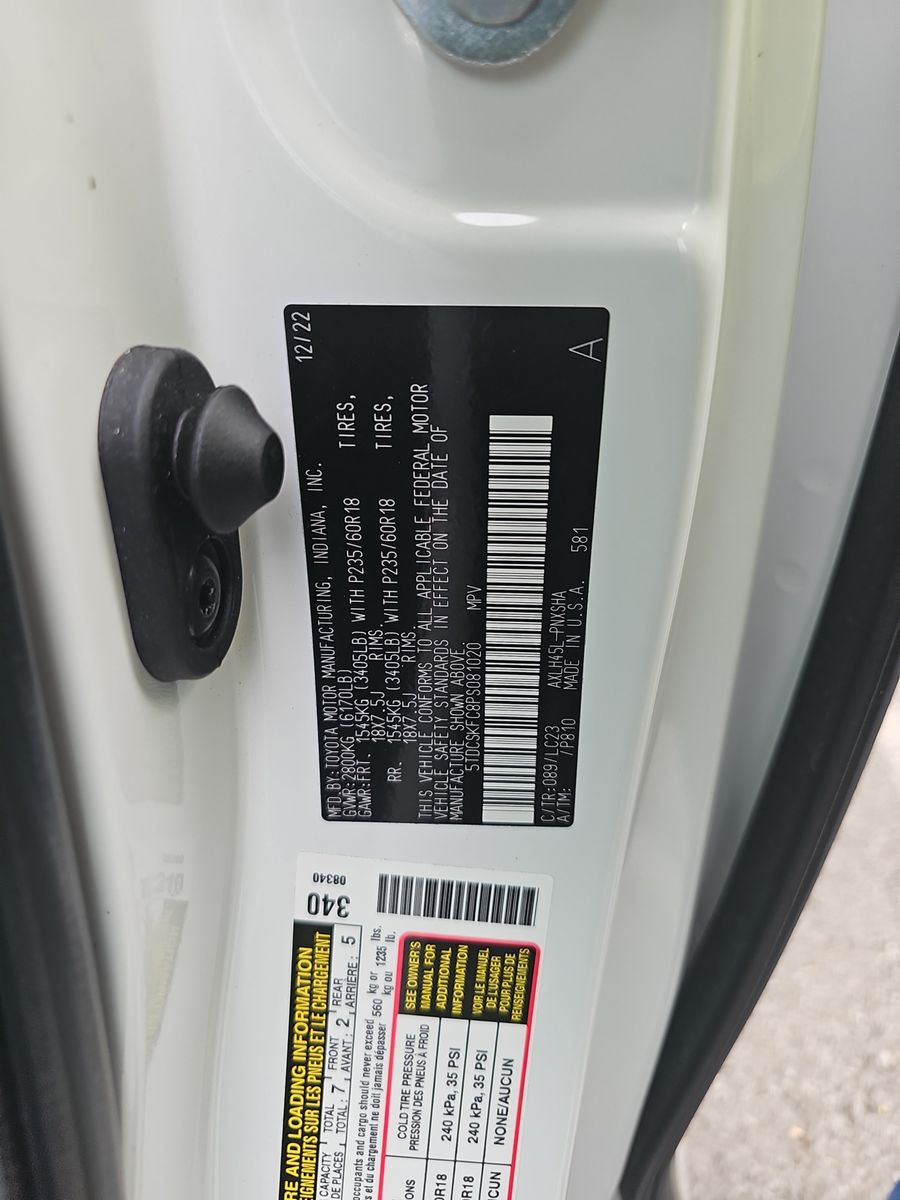 12/22
MFD.BY:TOYOTA MOTOR MANUFACTURING, INDIANA, INC.
GVWR:2800KG (6170LB)
GAWR:FRT. 1545KG (3405LB) WITH P235/60R18 TIRES,
18X7.5J RIMS.
RR. 1545KG (3405LB) WITH P235/60R18 TIRES,
18X7.5J RIMS.
THIS VEHICLE CONFORMS TO ALL APPLICABLE FEDERAL MOTOR
VEHICLE SAFETY STANDARDS IN EFFECT ON THE DATE OF
MANUFACTURE SHOWN ABOVE.
5TDCSKFC8PS081020 MPV
C/TR:089/LC23 AXLH45L-PNXSHA
A/TM: /P810 MADE IN U.S.A. 581
A
340
08340
RE AND LOADING INFORMATION
EIGNEMENTS SUR LES PNEUS ET LE CHARGEMENT
CAPACITY TOTAL 7 FRONT 2 REAR 5
DE PLACES TOTAL: AVANT: ARRIÈRE:
occupants and cargo should never exceed 560 kg or 1235 lbs.
s et du chargement ne doit jamais dépasser kg ou lb.
COLD TIRE PRESSURE
PRESSION DES PNEUS À FROID
SEE OWNER'S
MANUAL FOR
ADDITIONAL
INFORMATION
VOIR LE MANUEL
DE L'USAGER
POUR PLUS DE
RENSEIGNEMENTS
IONS
0R18 240 kPa, 35 PSI
0R18 240 kPa, 35 PSI
CUN NONE/AUCUN